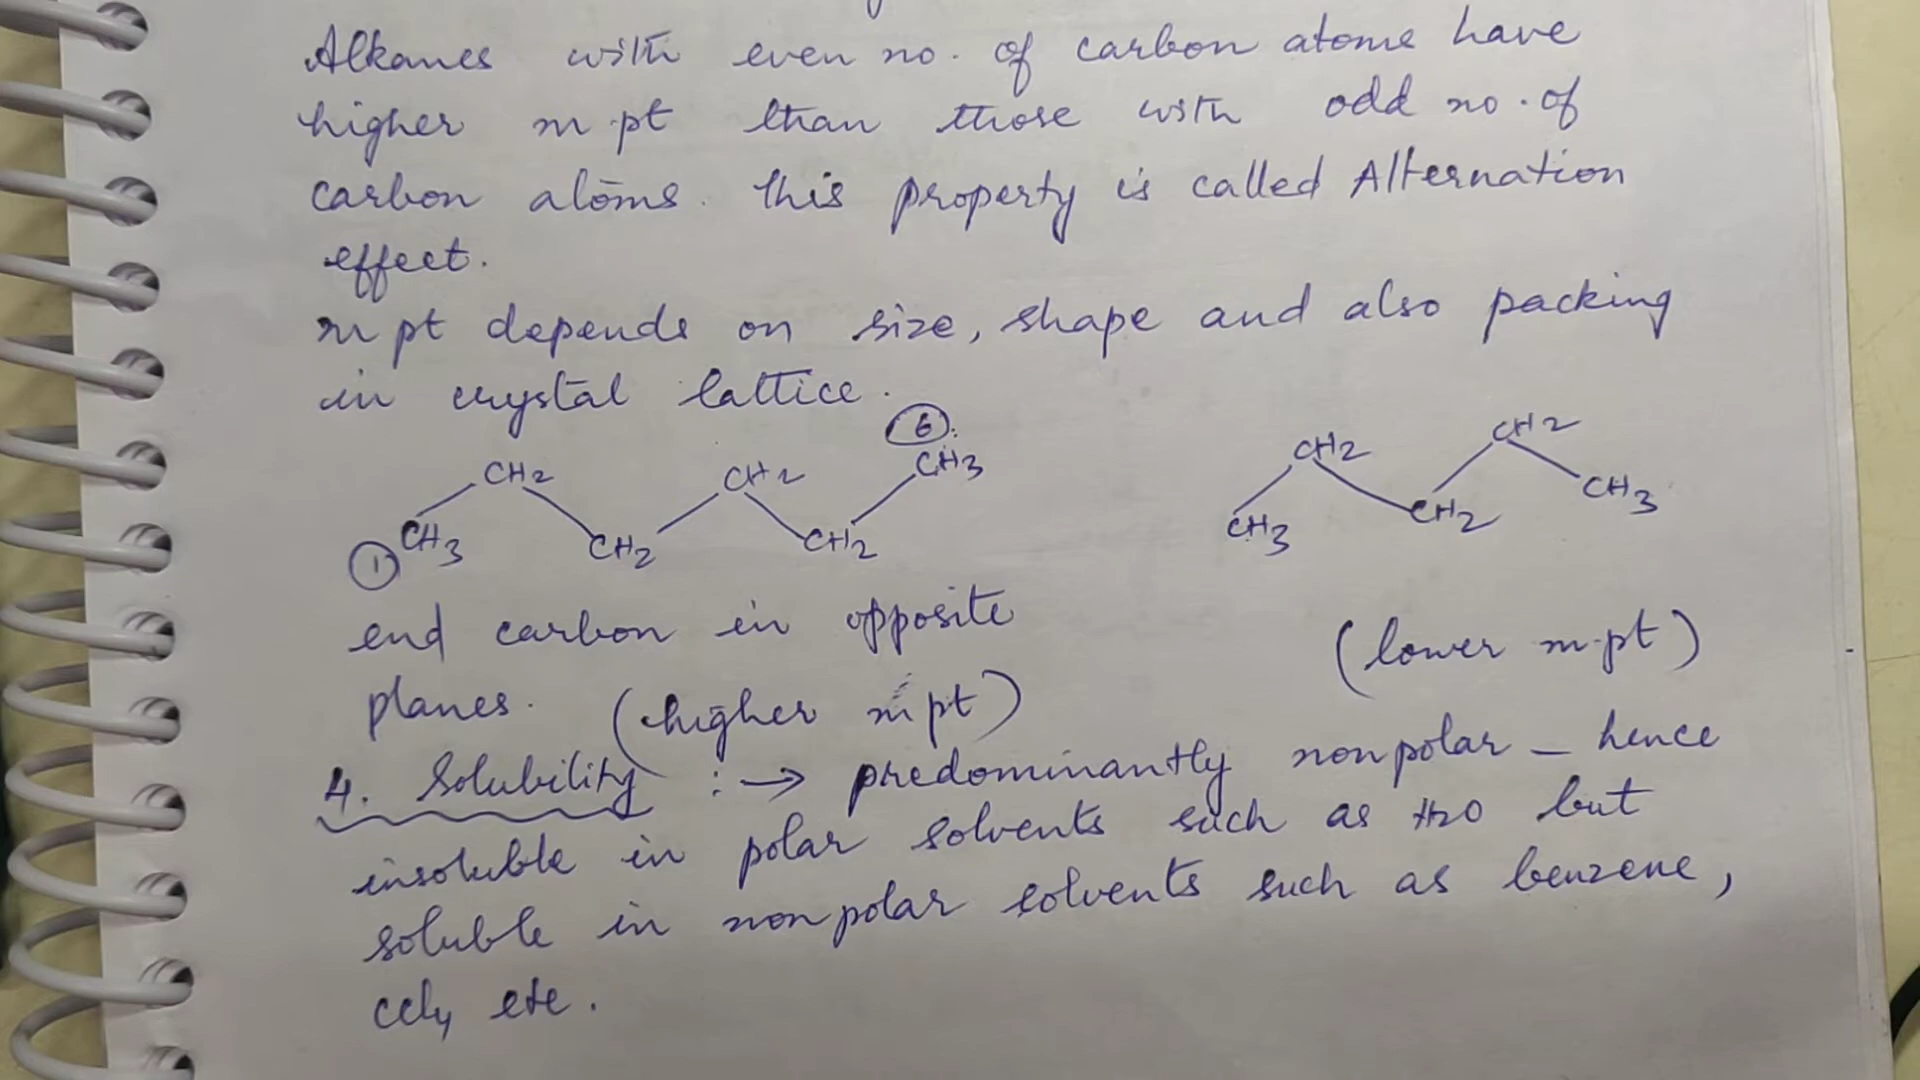 Alkanes with even no. of carbon atoms have
higher m.pt than those with odd no. of
carbon atoms. This property is called Alternation
effect.
m pt depends on size, shape and also packing
in crystal lattice.
6
CH2 CH2 CH3 CH2 CH2
1 CH3 CH2 CH2 CH3 CH2 CH3
end carbon in opposite
planes. (higher m pt) (lower m.pt)
4. Solubility :→ predominantly nonpolar - hence
insoluble in polar solvents such as H2O but
soluble in nonpolar solvents such as benzene,
CCl4 etc.